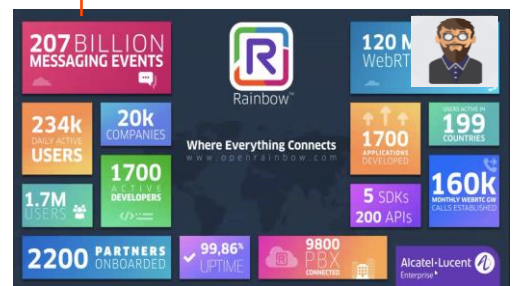 207 BILLION
MESSAGING EVENTS
R
Rainbow™
120 M
WebRT
234k
DAILY ACTIVE
USERS
20k
COMPANIES
1700
ACTIVE
DEVELOPERS
1.7M
USERS
Where Everything Connects
www.openrainbow.com
1700
APPLICATIONS
DEVELOPED
USERS ACTIVE IN
199
COUNTRIES
5 SDKs
200 APIs
160k
MONTHLY WEBRTC GW
CALLS ESTABLISHED
2200 PARTNERS
ONBOARDED
99,86%
UPTIME
9800
PBX
CONNECTED
Alcatel·Lucent
Enterprise